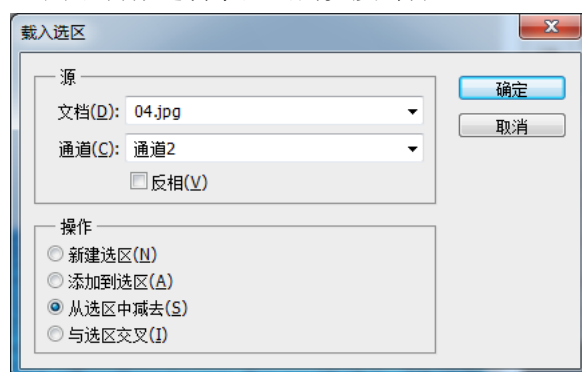 载入选区
源
文档(D): 04.jpg
通道(C): 通道2
反相(V)
确定
取消
操作
新建选区(N)
添加到选区(A)
从选区中减去(S)
与选区交叉(I)